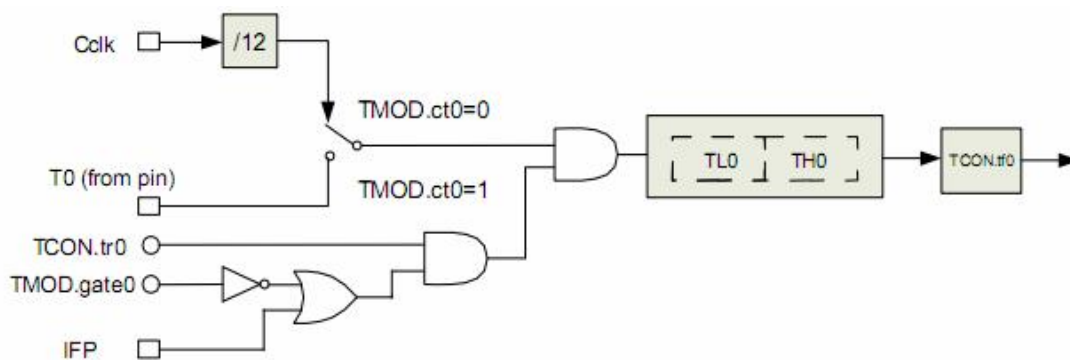 Cclk
/12
TMOD.ct0=0
T0 (from pin)
TMOD.ct0=1
TL0
TH0
TCON.tf0
TCON.tr0
TMOD.gate0
IFP